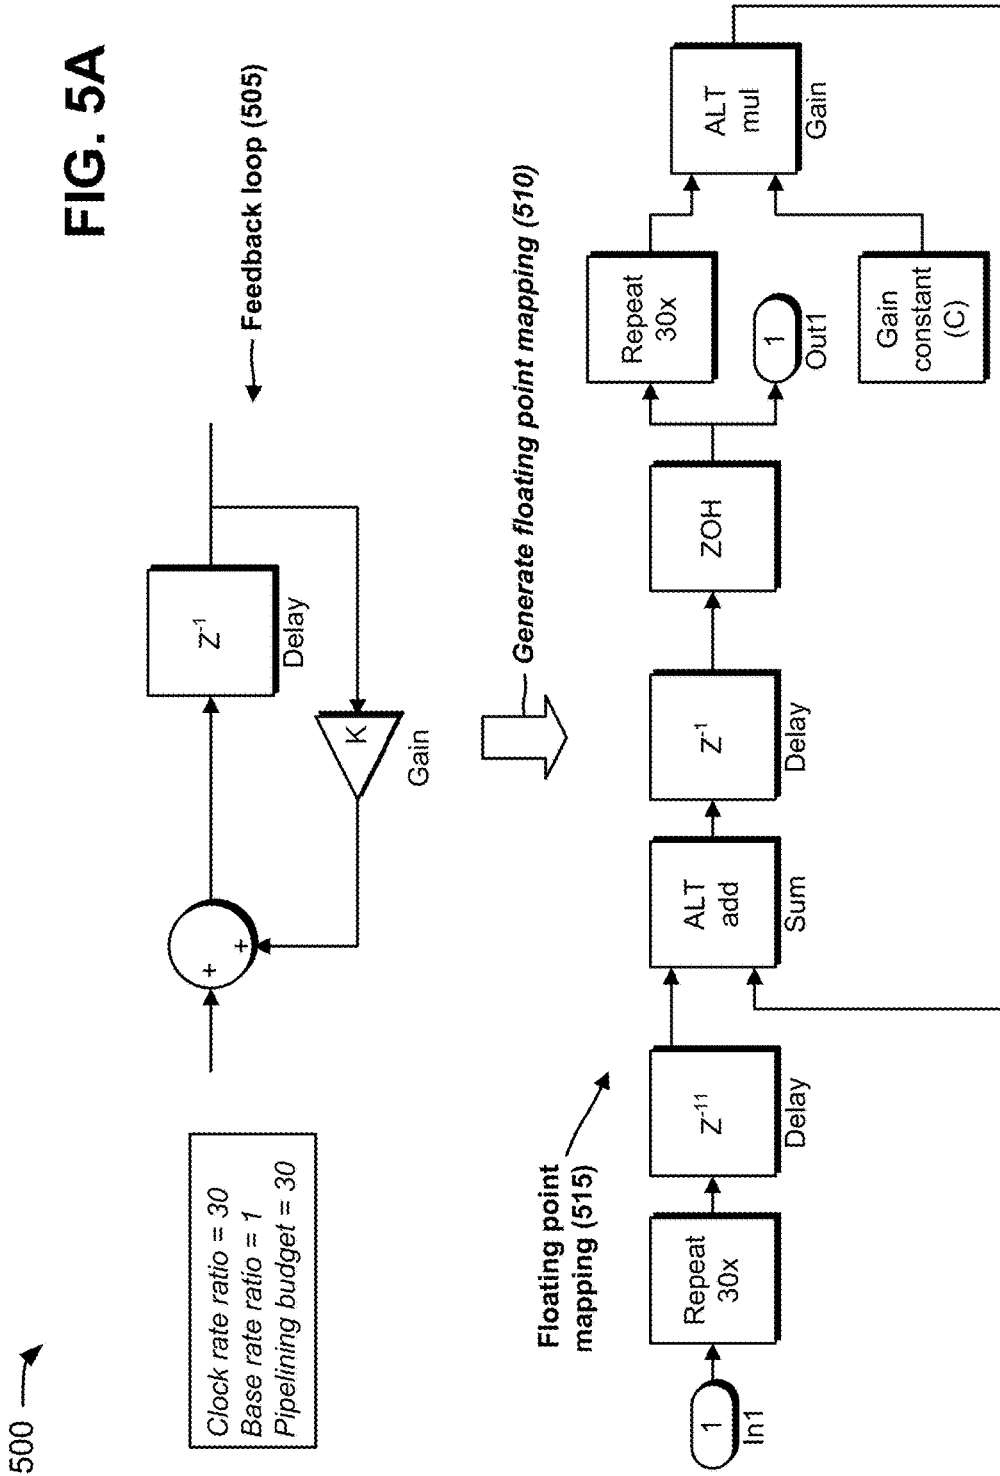 500
FIG. 5A
Clock rate ratio = 30
Base rate ratio = 1
Pipelining budget = 30
+
+
Z-1
Delay
K
Gain
Feedback loop (505)
Generate floating point mapping (510)
Floating point
mapping (515)
1
In1
Repeat
30x
Z-11
Delay
ALT
add
Sum
Z-1
Delay
ZOH
Repeat
30x
1
Out1
Gain
constant
(C)
ALT
mul
Gain